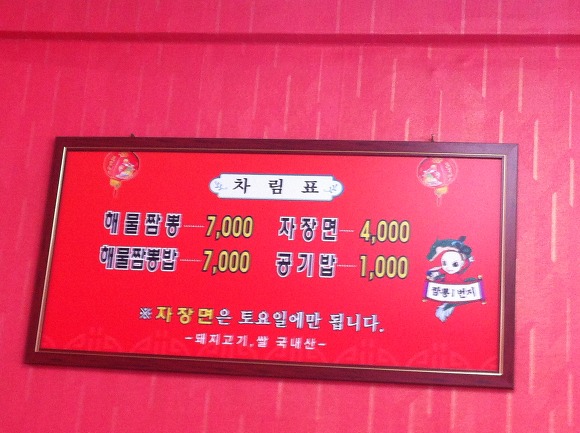 차림표
해물짬뽕 7,000 자장면 4,000
해물짬뽕밥 7,000 공기밥 1,000
짬뽕1번지
※자장면은 토요일에만 됩니다.
-돼지고기,쌀 국내산-